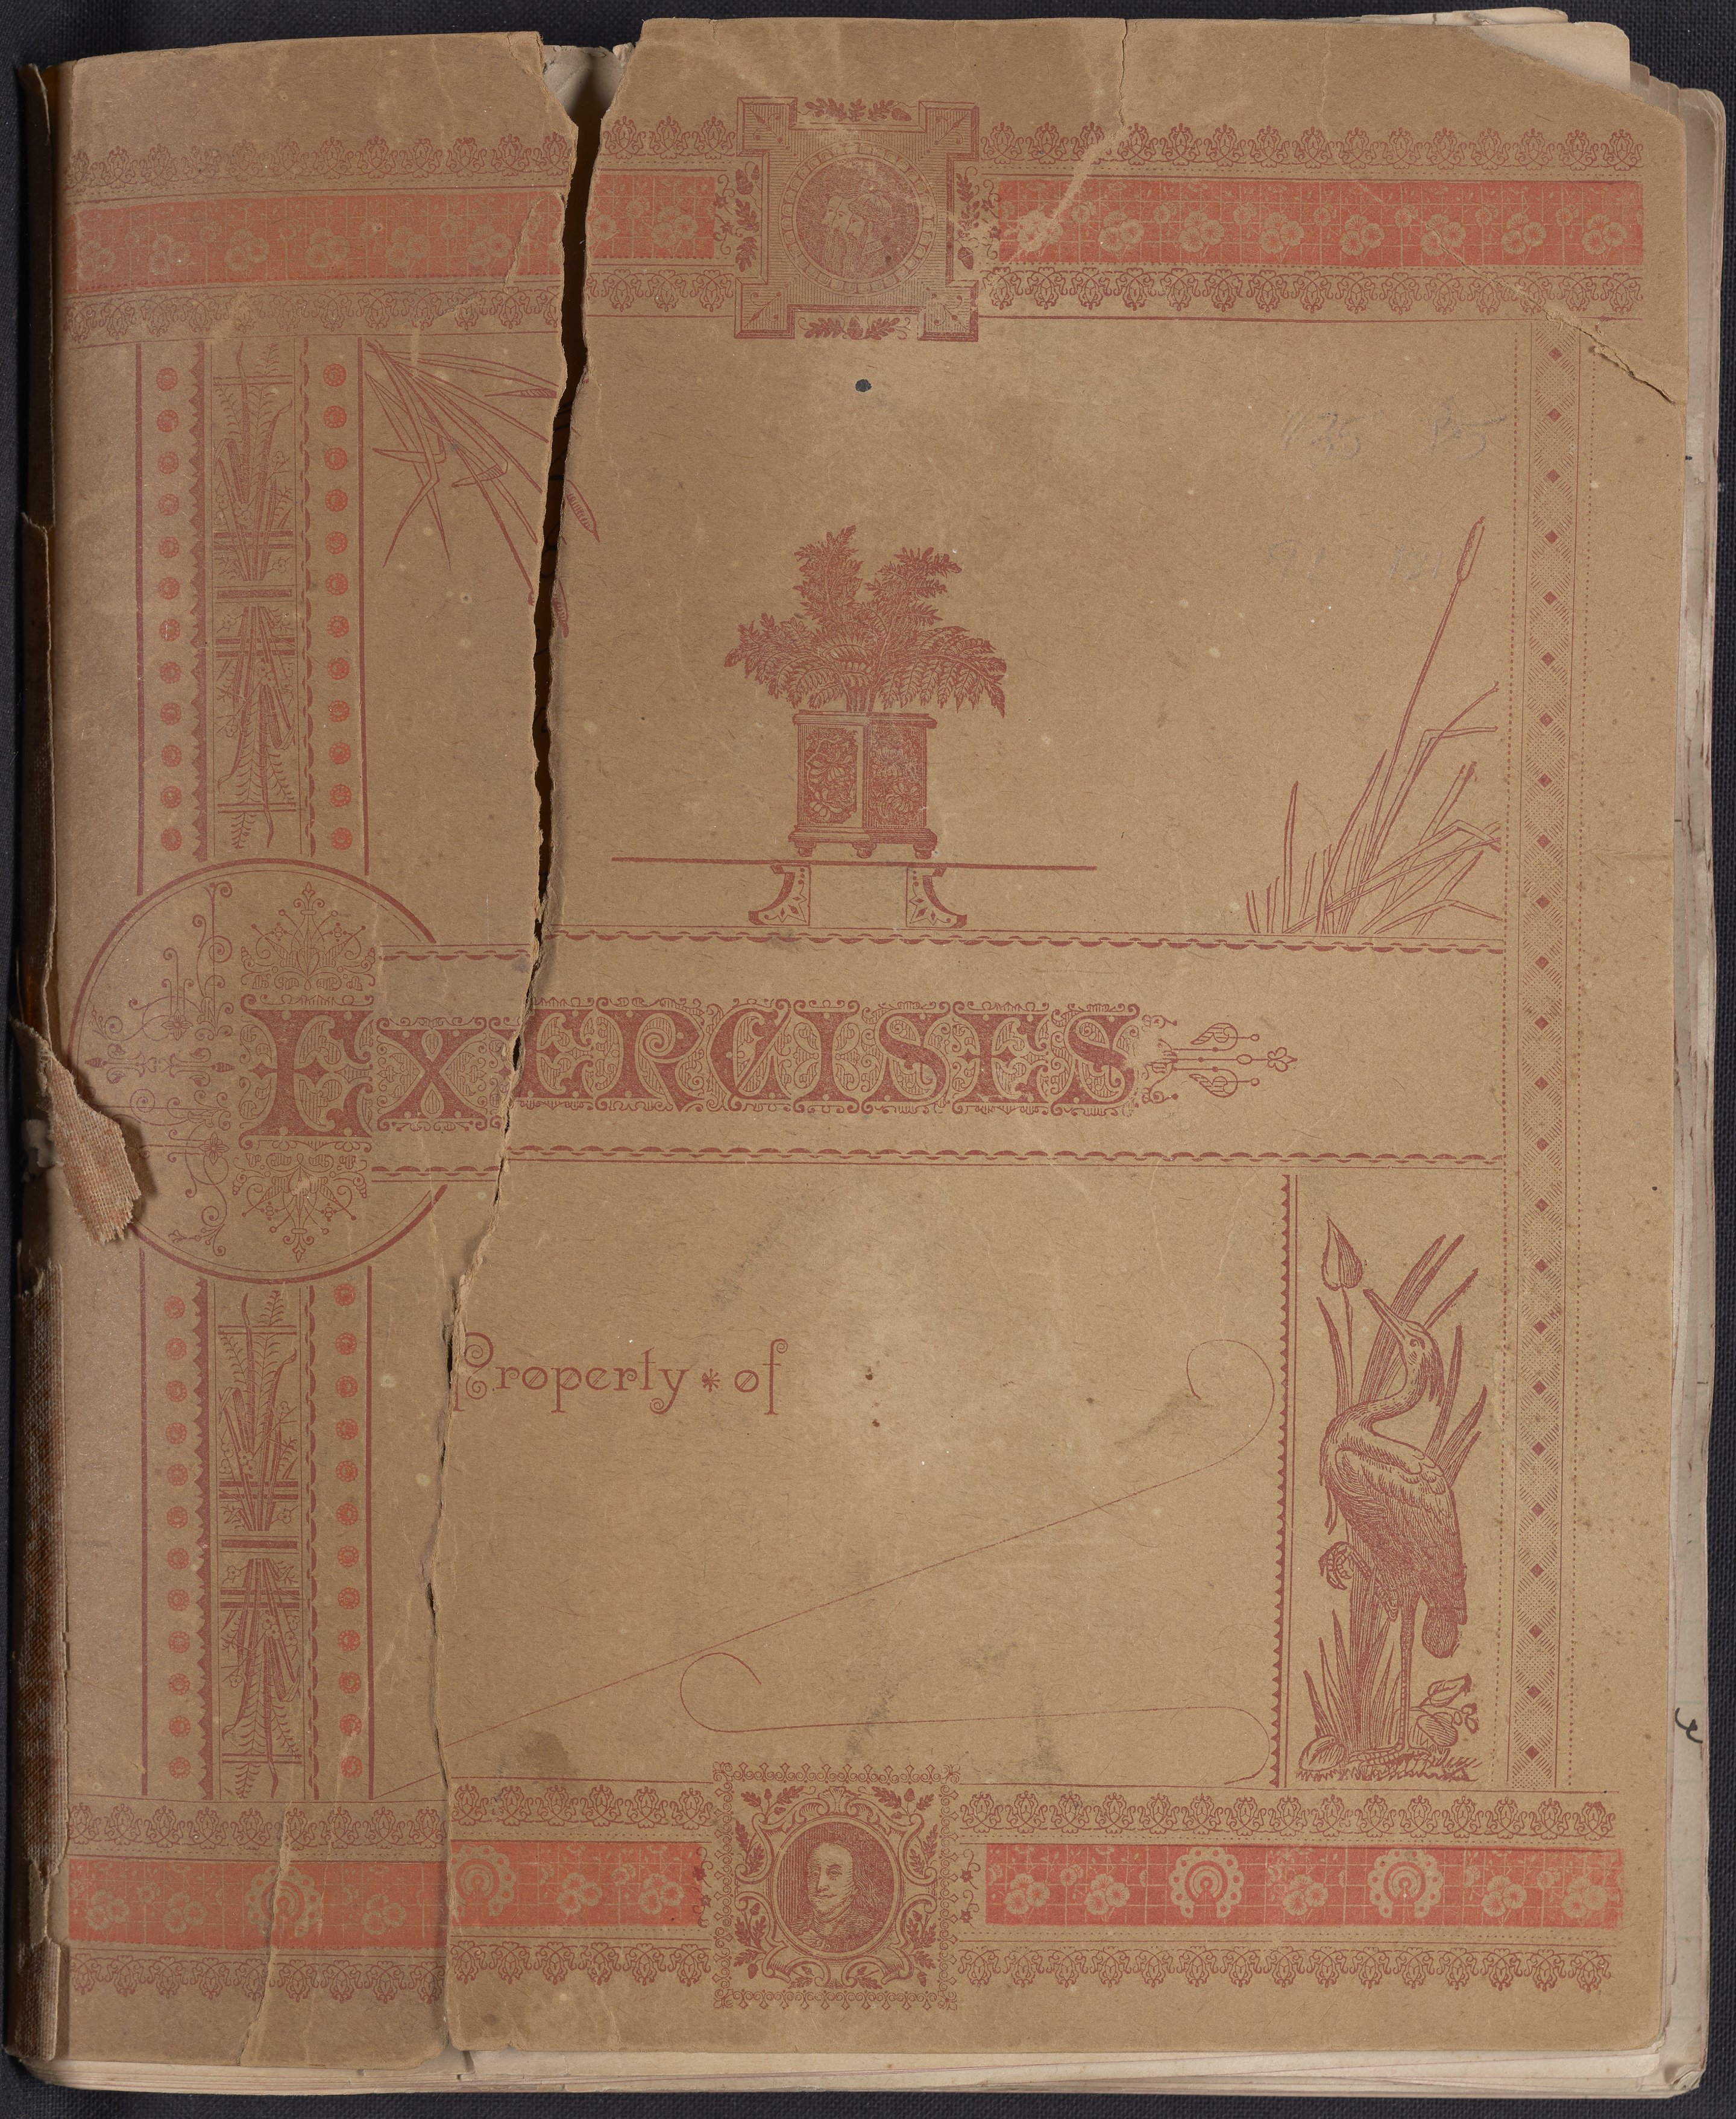 EXERCISES
Property * of